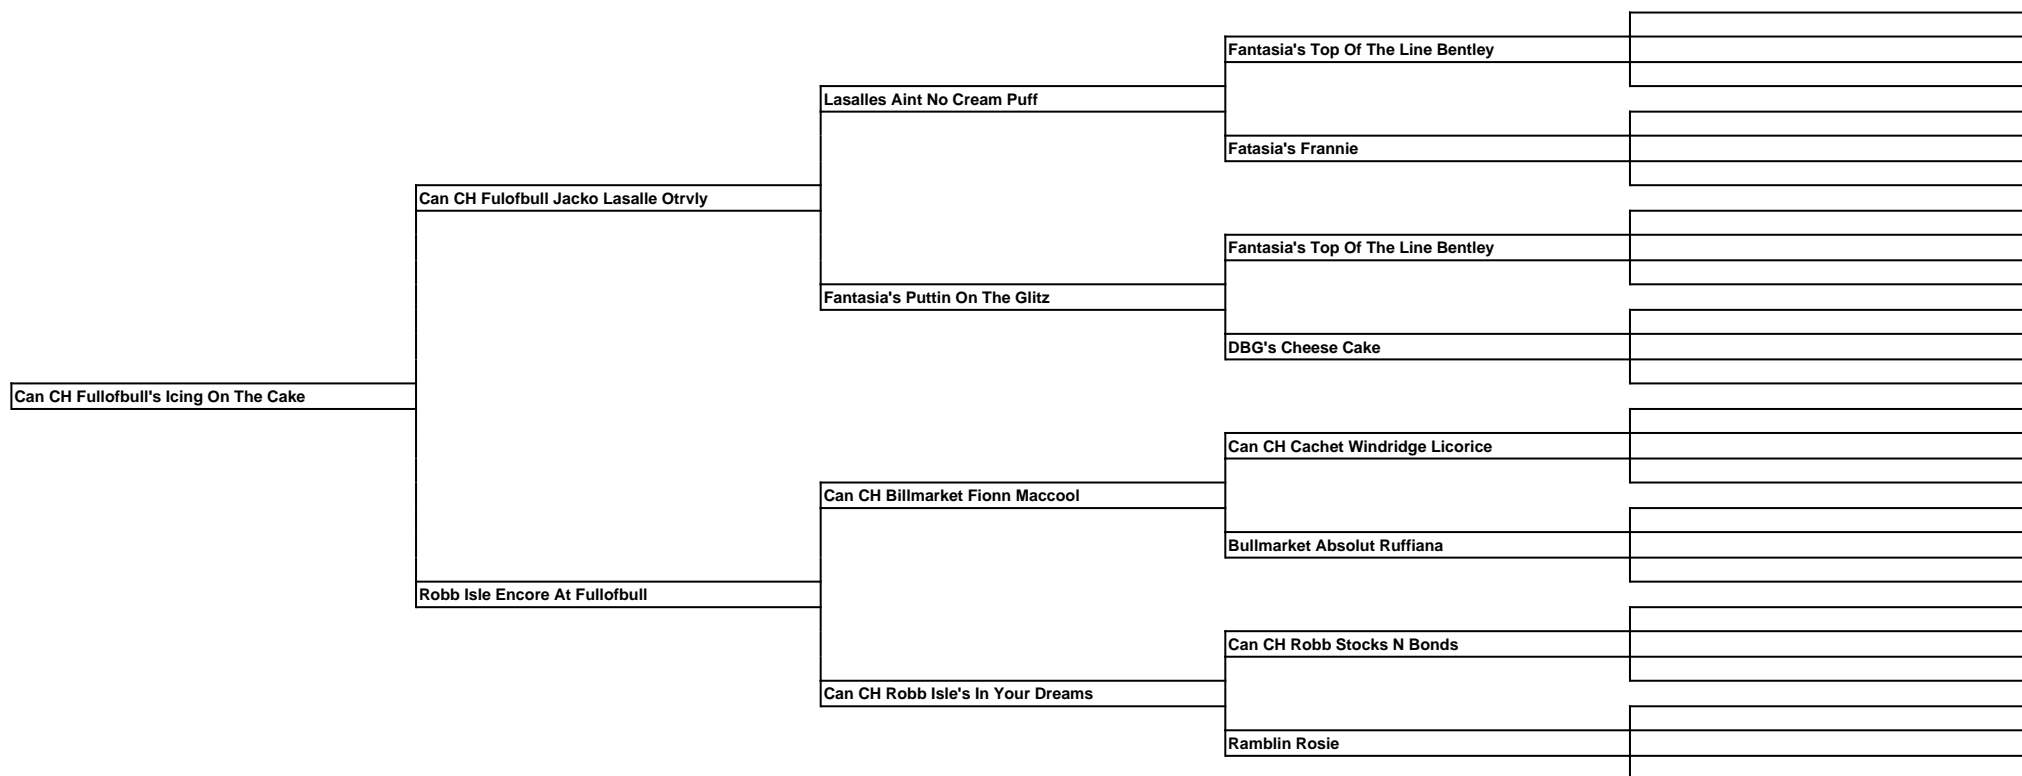 Fantasia's Top Of The Line Bentley
Lasalles Aint No Cream Puff
Fatasia's Frannie
Can CH Fulofbull Jacko Lasalle Otrvly
Fantasia's Top Of The Line Bentley
Fantasia's Puttin On The Glitz
DBG's Cheese Cake
Can CH Fullofbull's Icing On The Cake
Can CH Cachet Windridge Licorice
Can CH Billmarket Fionn Maccool
Bullmarket Absolut Ruffiana
Robb Isle Encore At Fullofbull
Can CH Robb Stocks N Bonds
Can CH Robb Isle's In Your Dreams
Ramblin Rosie